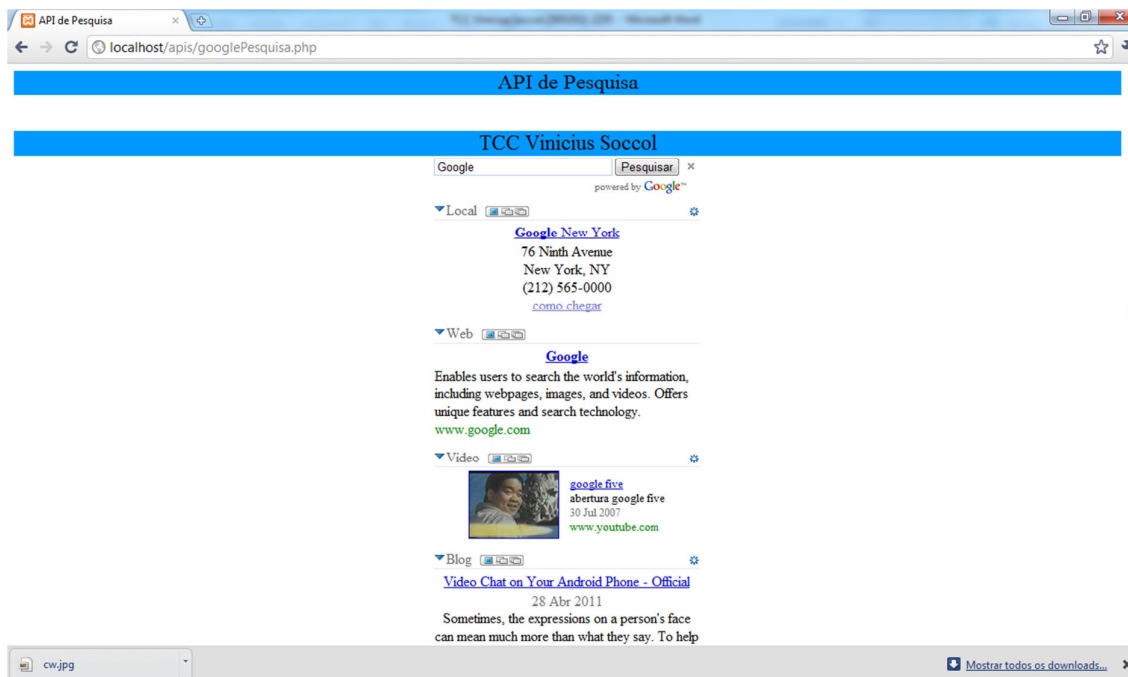 API de Pesquisa
localhost/apis/googlePesquisa.php
API de Pesquisa
TCC Vinicius Soccol
Google Pesquisar
powered by Google™
Local
Google New York
76 Ninth Avenue
New York, NY
(212) 565-0000
como chegar
Web
Google
Enables users to search the world's information,
including webpages, images, and videos. Offers
unique features and search technology.
www.google.com
Video
google five
abertura google five
30 Jul 2007
www.youtube.com
Blog
Video Chat on Your Android Phone - Official
28 Abr 2011
Sometimes, the expressions on a person's face
can mean much more than what they say. To help
cw.jpg
Mostrar todos os downloads...